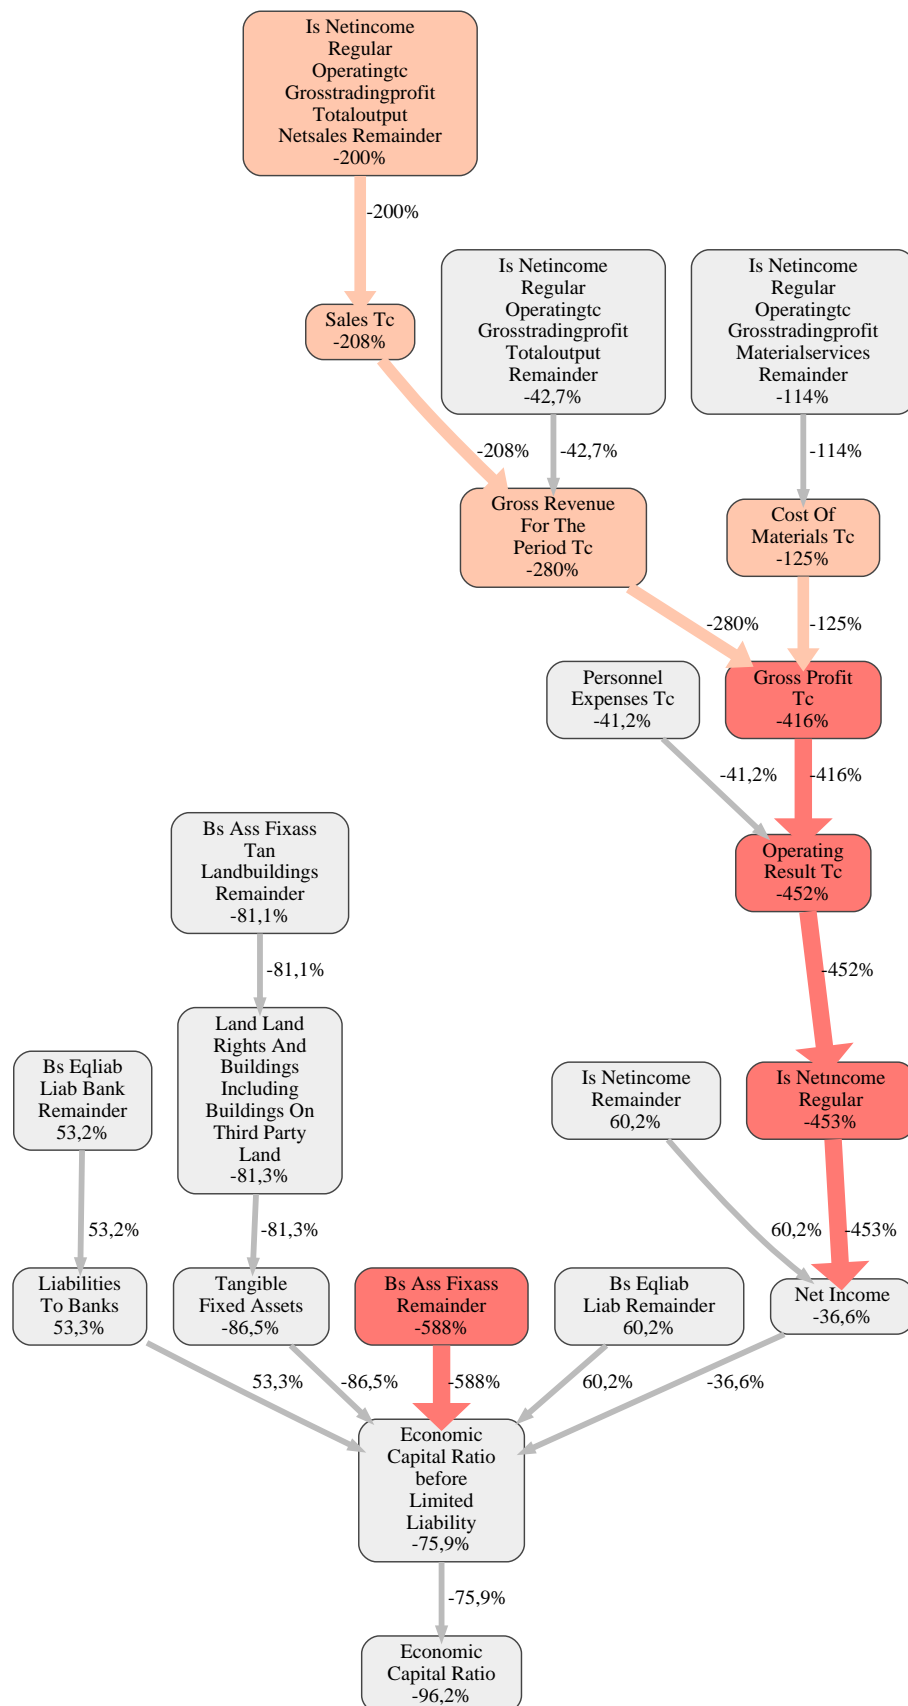 Is Netincome
Regular
Operatingtc
Grosstradingprofit
Totaloutput
Netsales Remainder
-200%
-200%
Sales Tc
-208%
Is Netincome
Regular
Operatingtc
Grosstradingprofit
Totaloutput
Remainder
-42,7%
Is Netincome
Regular
Operatingtc
Grosstradingprofit
Materialservices
Remainder
-114%
-208%
-42,7%
-114%
Gross Revenue
For The
Period Tc
-280%
Cost Of
Materials Tc
-125%
-280%
-125%
Personnel
Expenses Tc
-41,2%
Gross Profit
Tc
-416%
-41,2%
-416%
Bs Ass Fixass
Tan
Landbuildings
Remainder
-81,1%
Operating
Result Tc
-452%
-81,1%
-452%
Land Land
Rights And
Buildings
Including
Buildings On
Third Party
Land
-81,3%
Bs Eqliab
Liab Bank
Remainder
53,2%
Is Netincome
Remainder
60,2%
Is Netincome
Regular
-453%
53,2%
-81,3%
60,2%
-453%
Liabilities
To Banks
53,3%
Tangible
Fixed Assets
-86,5%
Bs Ass Fixass
Remainder
-588%
Bs Eqliab
Liab Remainder
60,2%
Net Income
-36,6%
53,3%
-86,5%
-588%
60,2%
-36,6%
Economic
Capital Ratio
before
Limited
Liability
-75,9%
-75,9%
Economic
Capital Ratio
-96,2%